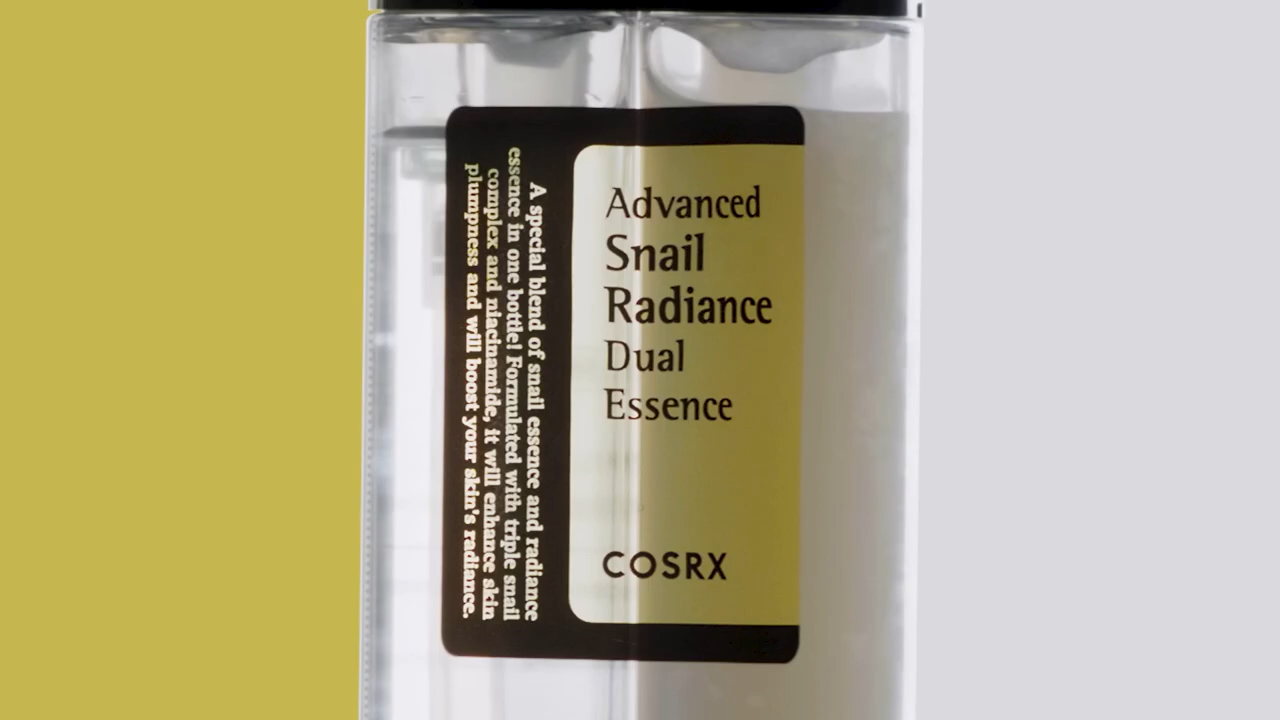 A special blend of snail essence and radiance
essence in one bottle! Formulated with triple snail
complex and niacinamide, it will enhance skin
plumpness and will boost your skin's radiance.
Advanced
Snail
Radiance
Dual
Essence
COSRX